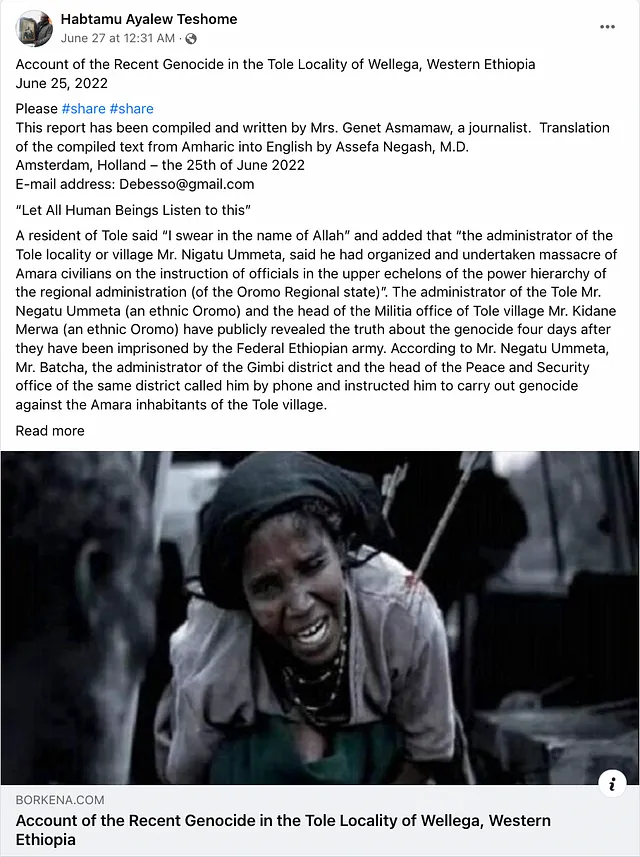 Habtamu Ayalew Teshome
June 27 at 12:31 AM ·
Account of the Recent Genocide in the Tole Locality of Wellega, Western Ethiopia
June 25, 2022
Please #share #share
This report has been compiled and written by Mrs. Genet Asmamaw, a journalist.  Translation
of the compiled text from Amharic into English by Assefa Negash, M.D.
Amsterdam, Holland – the 25th of June 2022
E-mail address: Debesso@gmail.com
“Let All Human Beings Listen to this”
A resident of Tole said “I swear in the name of Allah” and added that “the administrator of the
Tole locality or village Mr. Nigatu Ummeta, said he had organized and undertaken massacre of
Amara civilians on the instruction of officials in the upper echelons of the power hierarchy of
the regional administration (of the Oromo Regional state)”. The administrator of the Tole Mr.
Negatu Ummeta (an ethnic Oromo) and the head of the Militia office of Tole village Mr. Kidane
Merwa (an ethnic Oromo) have publicly revealed the truth about the genocide four days after
they have been imprisoned by the Federal Ethiopian army. According to Mr. Negatu Ummeta,
Mr. Batcha, the administrator of the Gimbi district and the head of the Peace and Security
office of the same district called him by phone and instructed him to carry out genocide
against the Amara inhabitants of the Tole village.
Read more
BORKENA.COM
Account of the Recent Genocide in the Tole Locality of Wellega, Western
Ethiopia